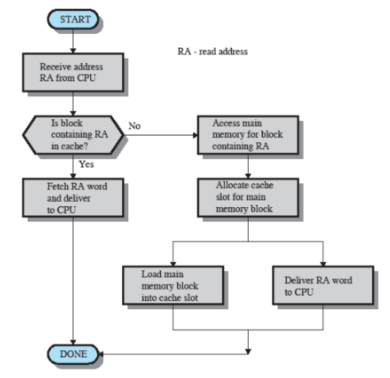 START
RA - read address
Receive address
RA from CPU
Is block
containing RA
in cache?
No
Access main
memory for block
containing RA
Yes
Fetch RA word
and deliver
to CPU
Allocate cache
slot for main
memory block
Load main
memory block
into cache slot
Deliver RA word
to CPU
DONE